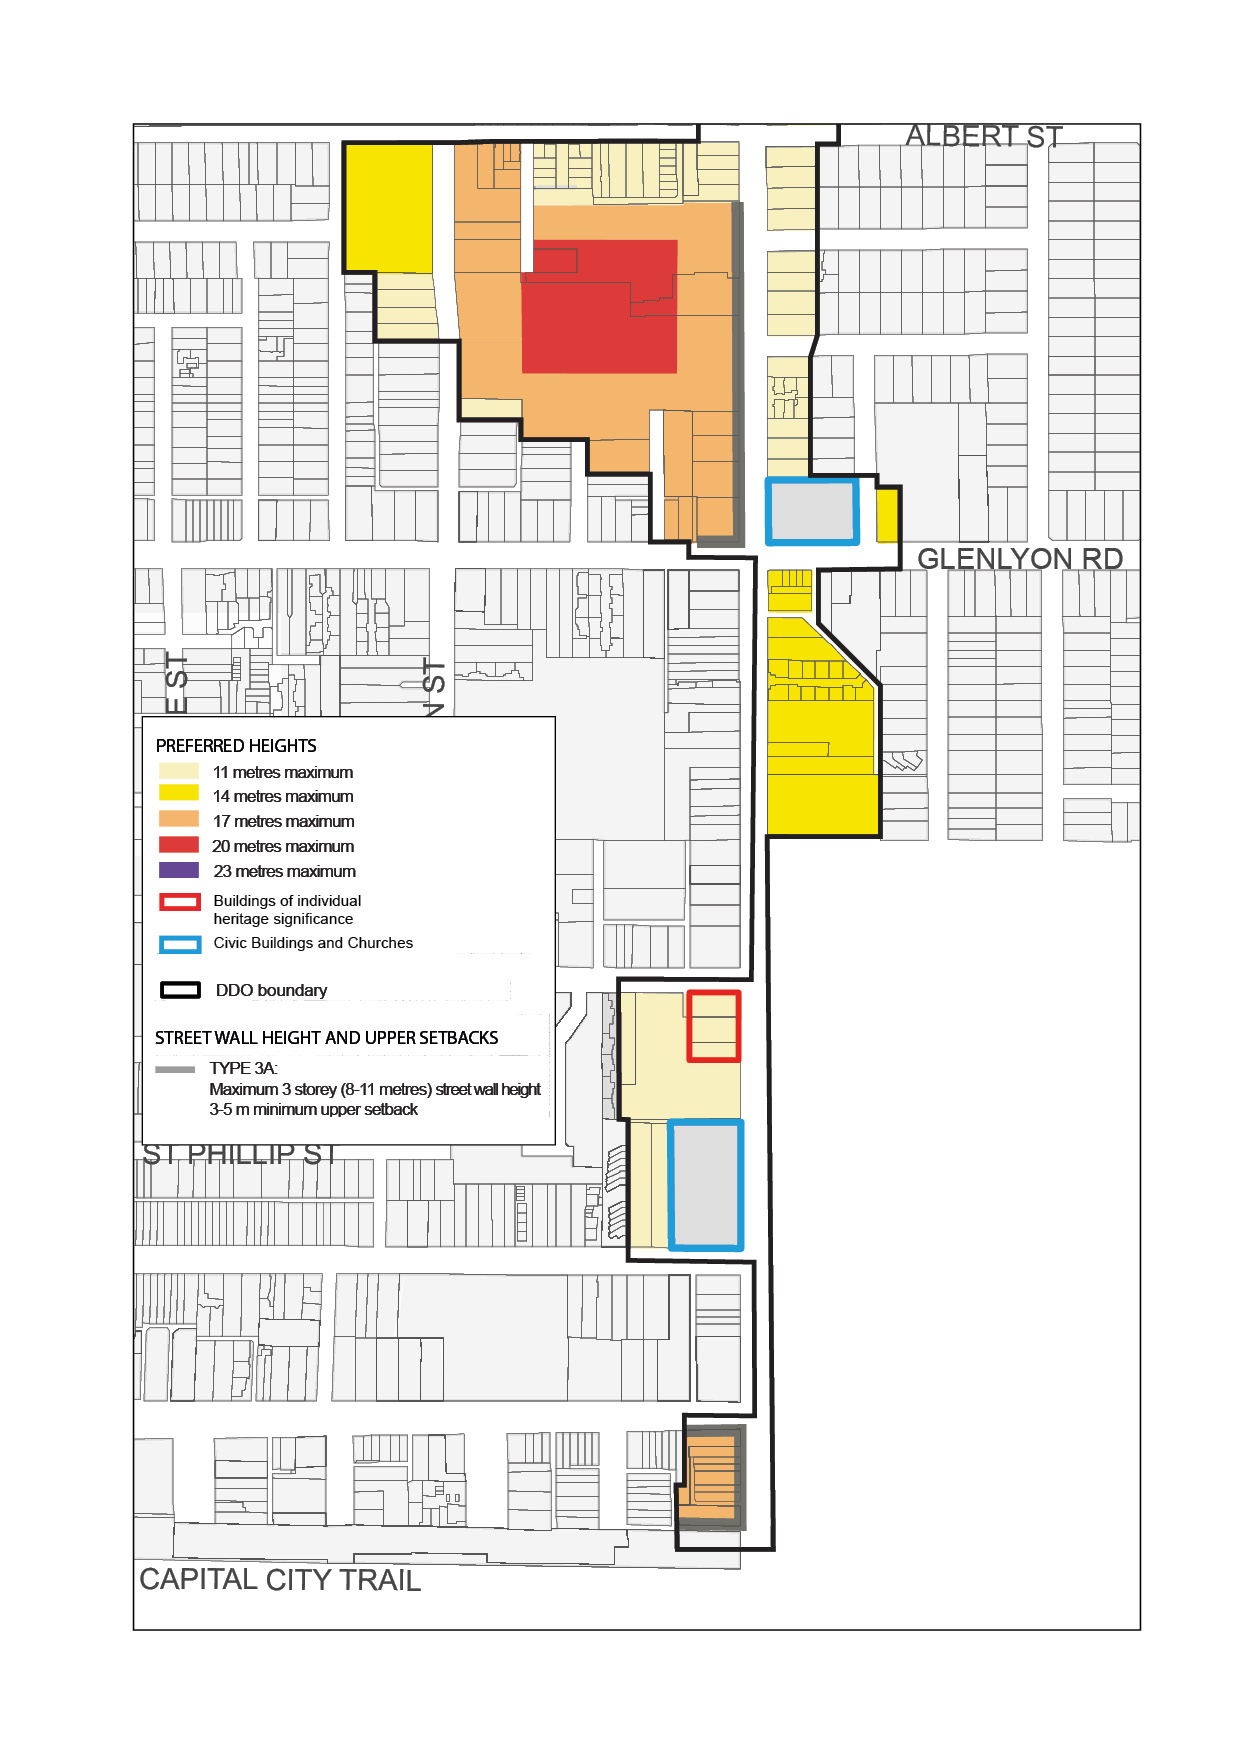 ALBERT ST
GLENLYON RD
E ST
N ST
PREFERRED HEIGHTS
11 metres maximum
14 metres maximum
17 metres maximum
20 metres maximum
23 metres maximum
Buildings of individual
heritage significance
Civic Buildings and Churches
DDO boundary
STREET WALL HEIGHT AND UPPER SETBACKS
TYPE 3A:
Maximum 3 storey (8-11 metres) street wall height
3-5 m minimum upper setback
ST PHILLIP ST
CAPITAL CITY TRAIL